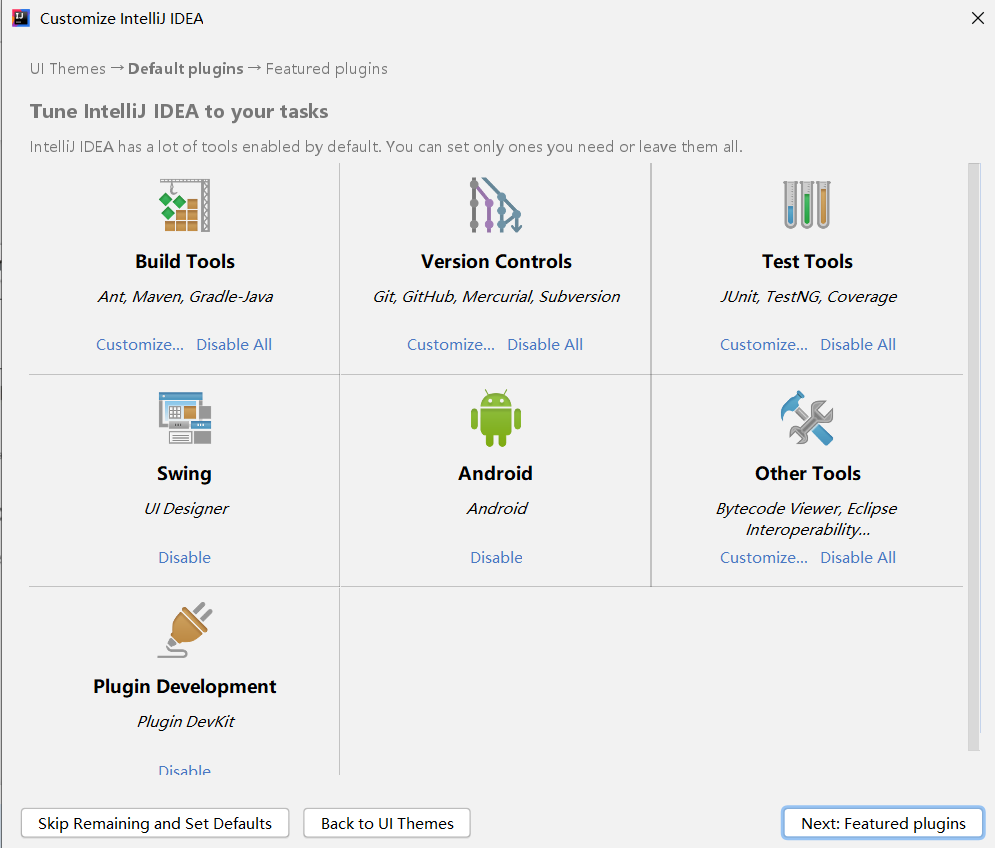 Customize IntelliJ IDEA
UI Themes → Default plugins → Featured plugins
Tune IntelliJ IDEA to your tasks
IntelliJ IDEA has a lot of tools enabled by default. You can set only ones you need or leave them all.
Build Tools
Ant, Maven, Gradle-Java
Customize... Disable All
Version Controls
Git, GitHub, Mercurial, Subversion
Customize... Disable All
Test Tools
JUnit, TestNG, Coverage
Customize... Disable All
Swing
UI Designer
Disable
Android
Android
Disable
Other Tools
Bytecode Viewer, Eclipse
Interoperability...
Customize... Disable All
Plugin Development
Plugin DevKit
Disable
Skip Remaining and Set Defaults
Back to UI Themes
Next: Featured plugins